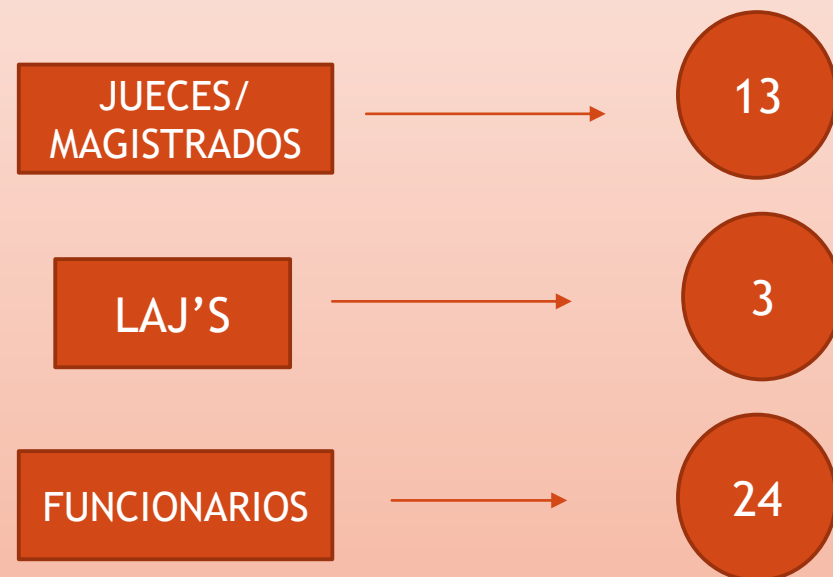 JUECES/
MAGISTRADOS
13
LAJ’S
3
FUNCIONARIOS
24